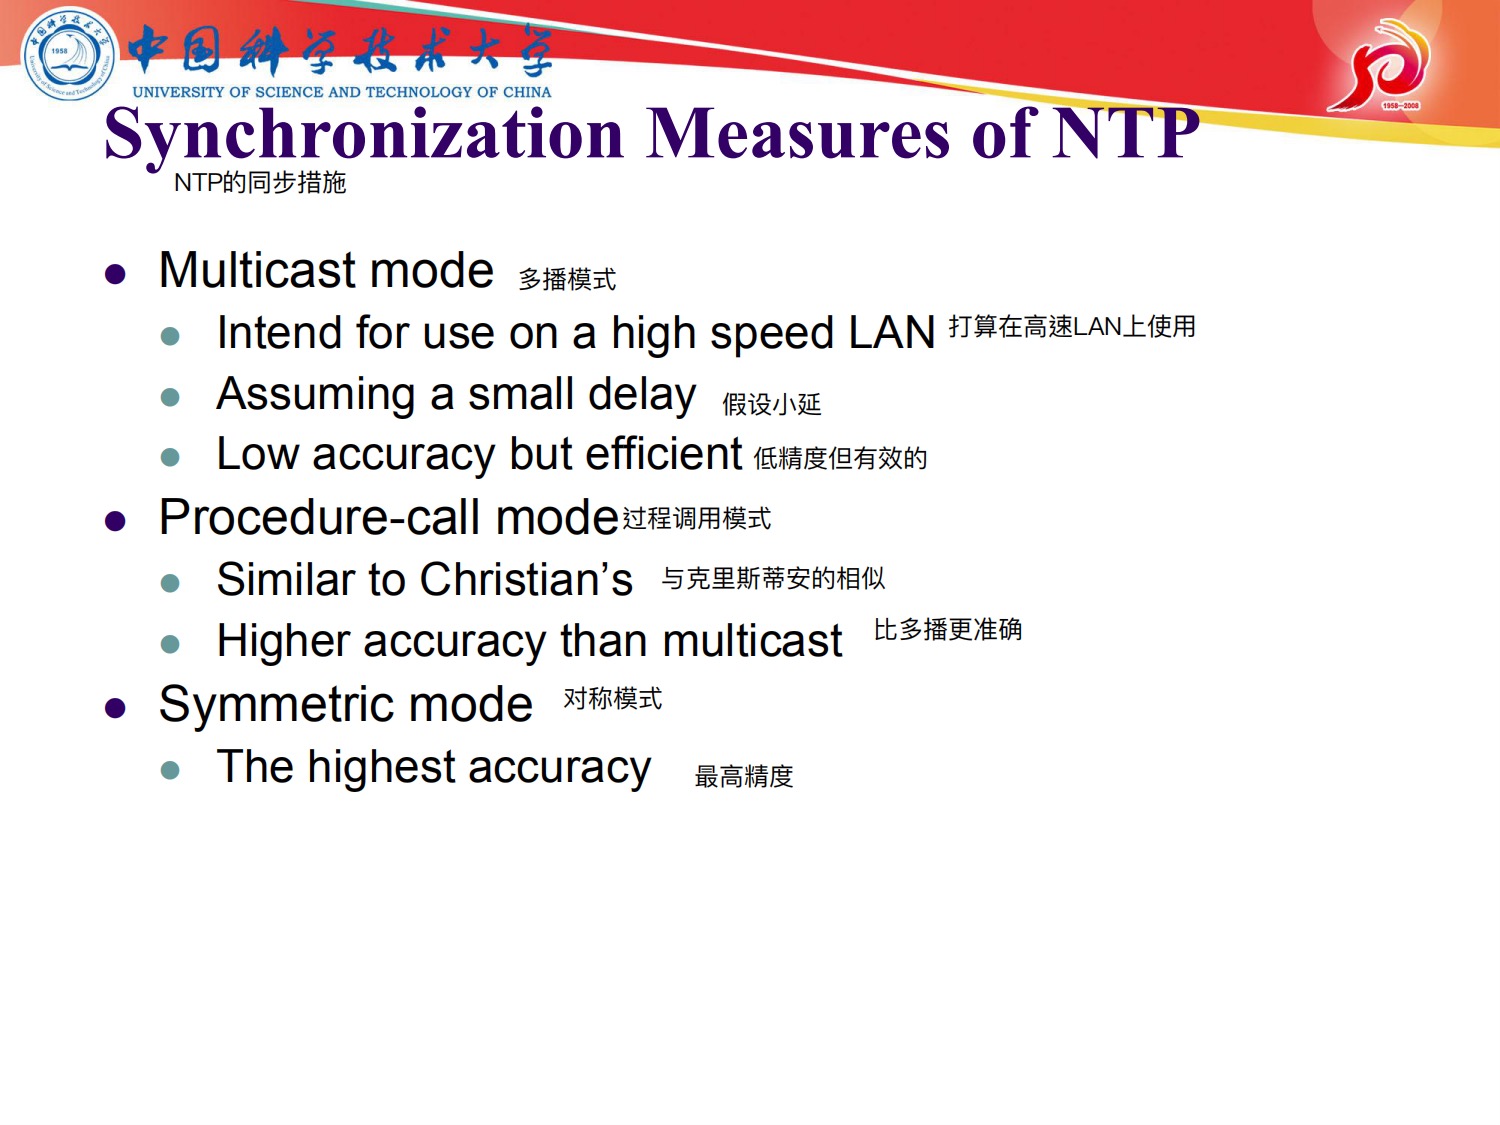 中国科学技术大学
UNIVERSITY OF SCIENCE AND TECHNOLOGY OF CHINA
1958
1958—2008
Synchronization Measures of NTP
NTP的同步措施
Multicast mode 多播模式
Intend for use on a high speed LAN 打算在高速LAN上使用
Assuming a small delay 假设小延
Low accuracy but efficient 低精度但有效的
Procedure-call mode 过程调用模式
Similar to Christian’s 与克里斯蒂安的相似
Higher accuracy than multicast 比多播更准确
Symmetric mode 对称模式
The highest accuracy 最高精度